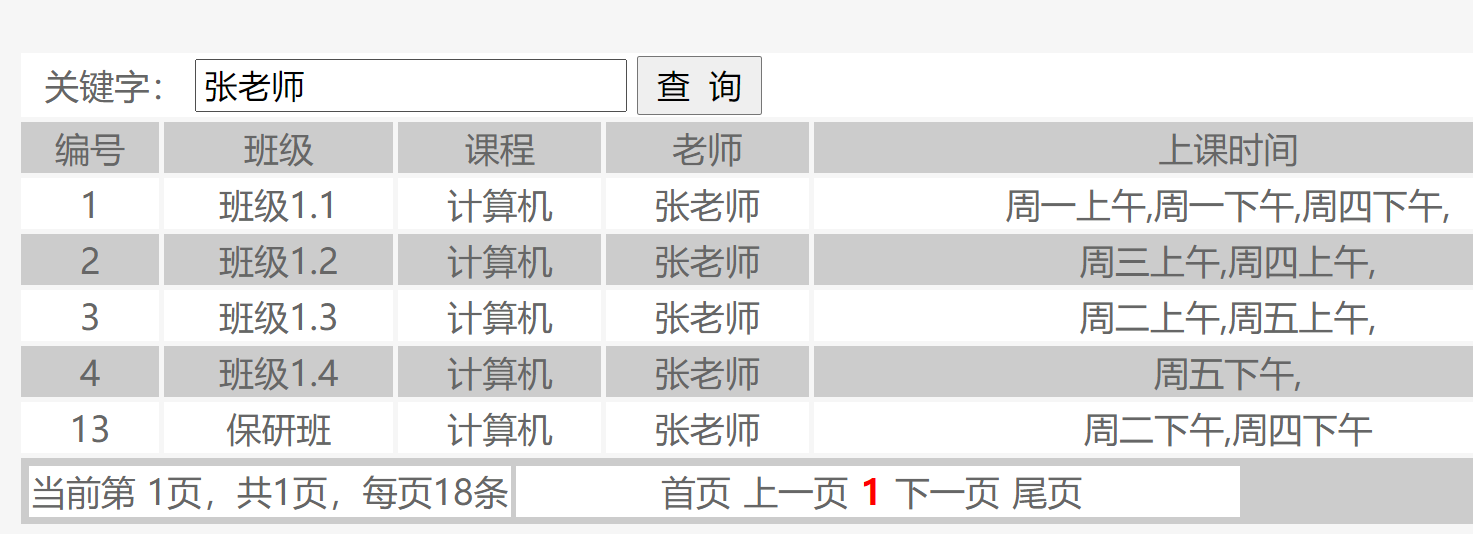 关键字： 张老师 查 询
编号 班级 课程 老师 上课时间
1 班级1.1 计算机 张老师 周一上午,周一下午,周四下午,
2 班级1.2 计算机 张老师 周三上午,周四上午,
3 班级1.3 计算机 张老师 周二上午,周五上午,
4 班级1.4 计算机 张老师 周五下午,
13 保研班 计算机 张老师 周二下午,周四下午
当前第 1页，共1页，每页18条 首页 上一页 1 下一页 尾页